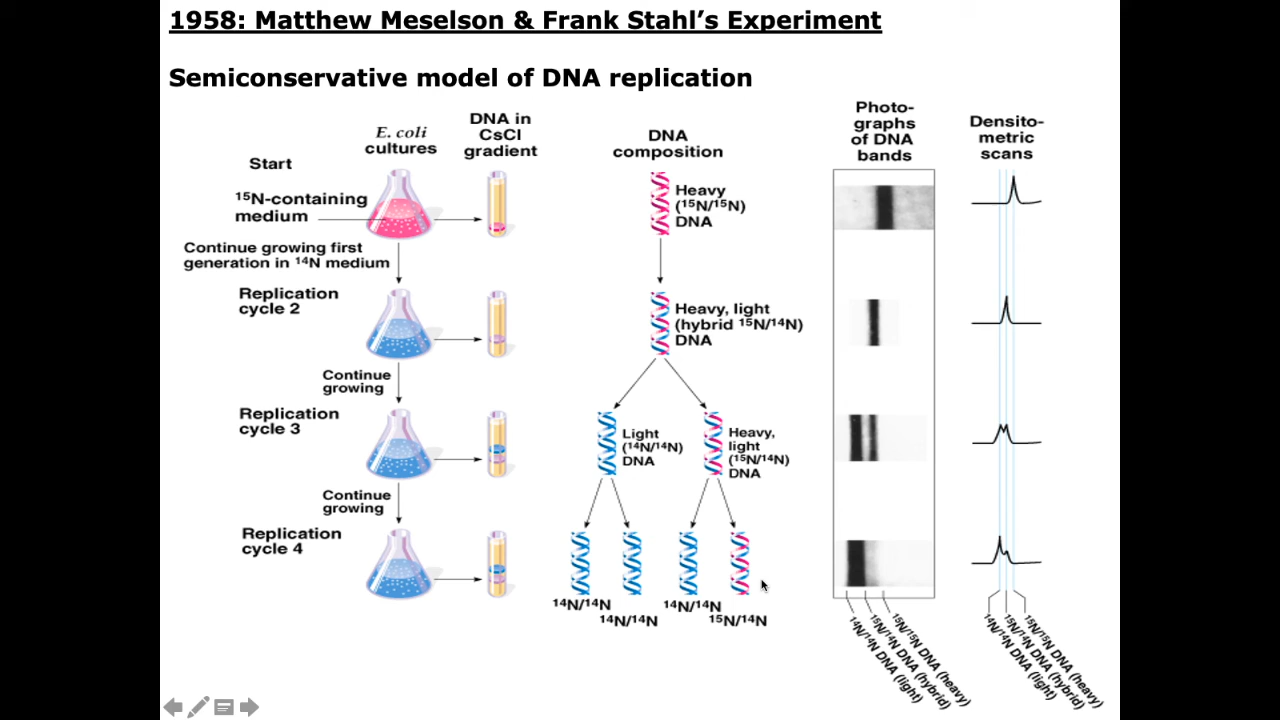 1958: Matthew Meselson & Frank Stahl’s Experiment
Semiconservative model of DNA replication
E. coli
cultures
DNA in
CsCl
gradient
DNA
composition
Photo-
graphs
of DNA
bands
Densito-
metric
scans
Start
15N-containing
medium
Heavy
(15N/15N)
DNA
Continue growing first
generation in 14N medium
Replication
cycle 2
Heavy, light
(hybrid 15N/14N)
DNA
Continue
growing
Replication
cycle 3
Light
(14N/14N)
DNA
Heavy,
light
(15N/14N)
DNA
Continue
growing
Replication
cycle 4
14N/14N
14N/14N
14N/14N
15N/14N
14N/14N DNA (light)
15N/14N DNA (hybrid)
15N/15N DNA (heavy)
14N/14N DNA (light)
15N/14N DNA (hybrid)
15N/15N DNA (heavy)